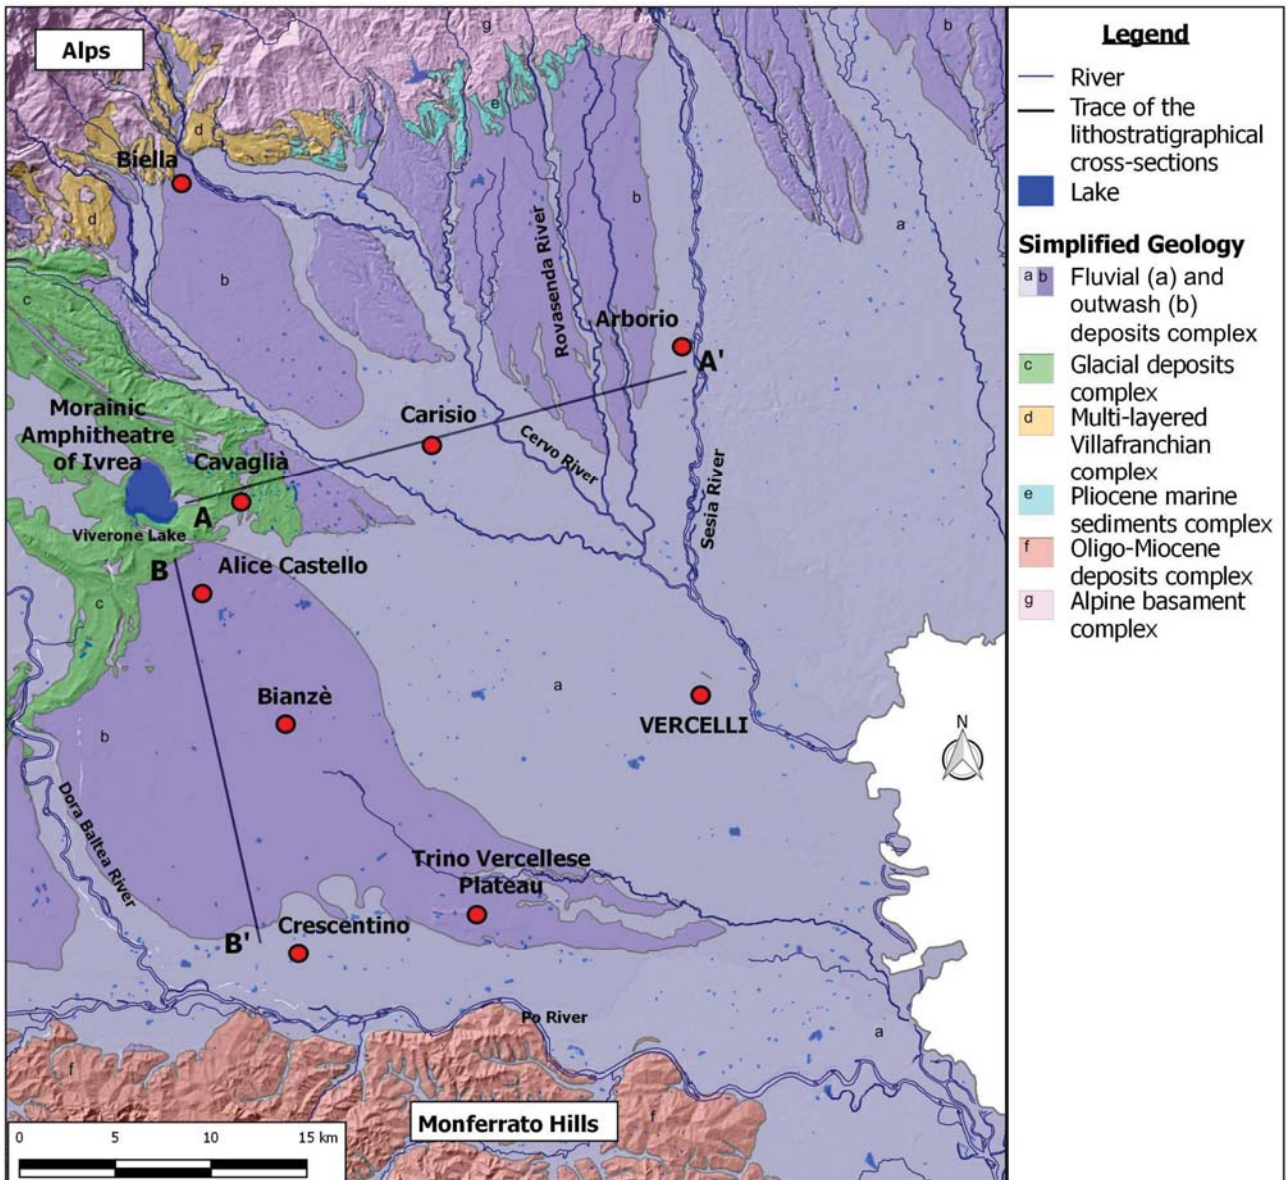 Alps
g
b
e
d
Biella
d
b
b
a
Rovasenda River
c
Arborio
A'
Morainic
Amphitheatre
of Ivrea
Carisio
Cavaglià
Cervo River
Sesia River
A
Viverone Lake
B
Alice Castello
c
Bianzè
a
VERCELLI
b
N
Dora Baltea River
Trino Vercellese
Plateau
B'
Crescentino
Po River
a
f
Monferrato Hills
f
0 5 10 15 km
Legend
River
Trace of the
lithostratigraphical
cross-sections
Lake
Simplified Geology
a b Fluvial (a) and
outwash (b)
deposits complex
c Glacial deposits
complex
d Multi-layered
Villafranchian
complex
e Pliocene marine
sediments complex
f Oligo-Miocene
deposits complex
g Alpine basament
complex